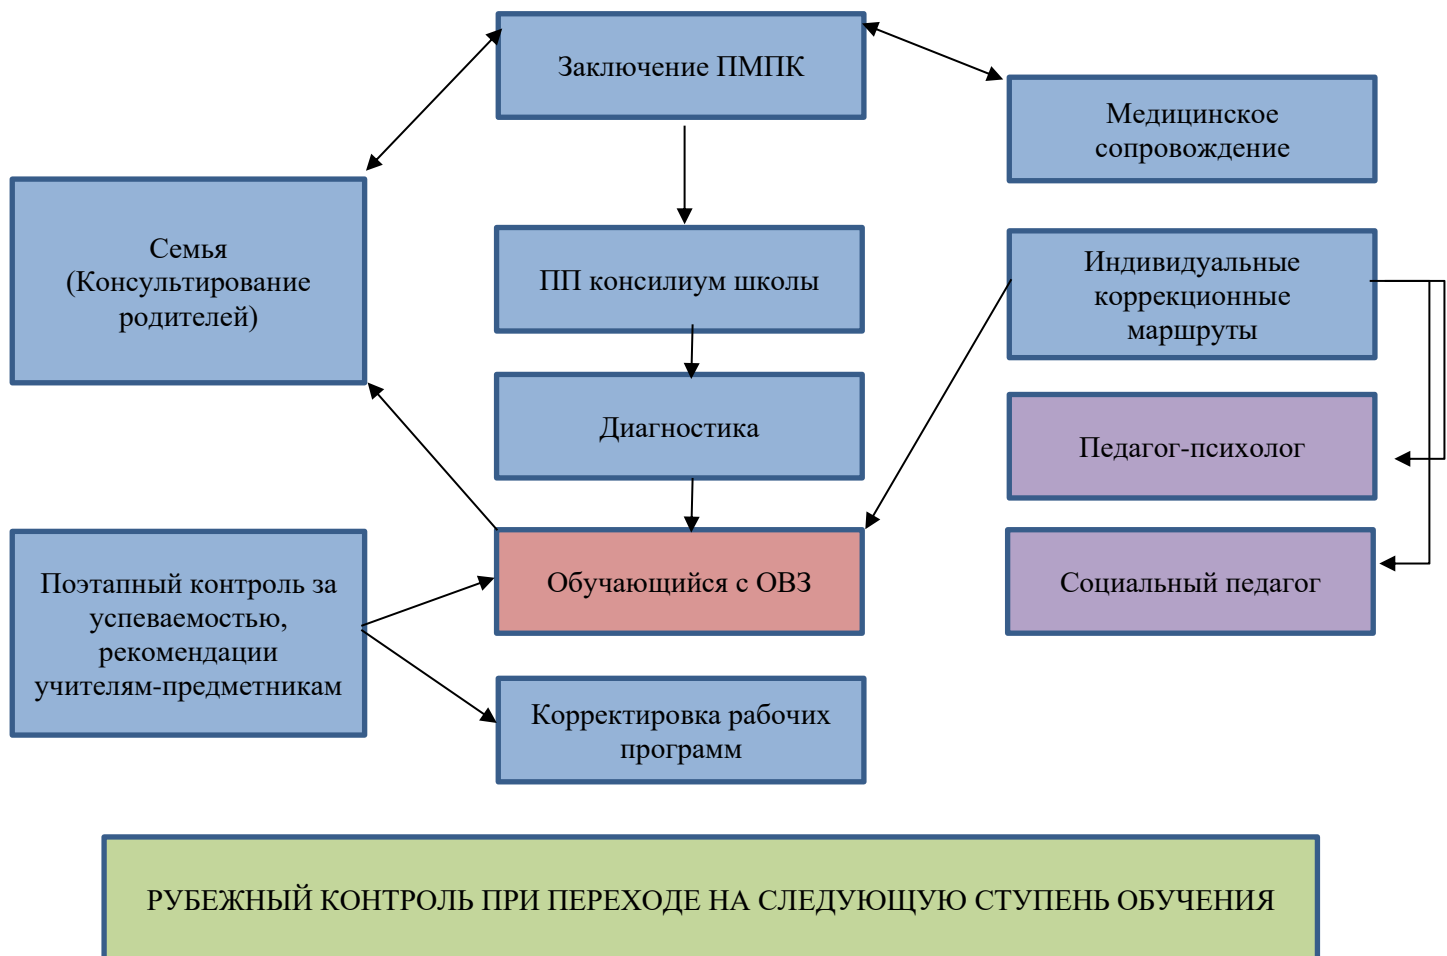 Заключение ПМПК
Медицинское
сопровождение
Семья
(Консультирование
родителей)
ПП консилиум школы
Индивидуальные
коррекционные
маршруты
Диагностика
Педагог-психолог
Поэтапный контроль за
успеваемостью,
рекомендации
учителям-предметникам
Обучающийся с ОВЗ
Социальный педагог
Корректировка рабочих
программ
РУБЕЖНЫЙ КОНТРОЛЬ ПРИ ПЕРЕХОДЕ НА СЛЕДУЮЩУЮ СТУПЕНЬ ОБУЧЕНИЯ